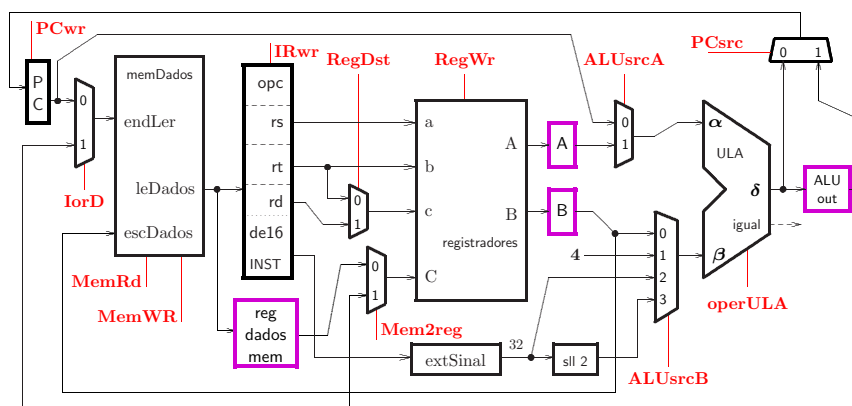 PCwr
IRwr
RegDst
RegWr
ALUsrcA
PCsrc
0 1
P
C
0
1
IorD
memDados
endLer
leDados
escDados
MemRd
MemWR
opc
rs
rt
rd
de16
INST
0
1
0
1
Mem2reg
reg
dados
mem
a
b
c
C
A
B
registradores
A
B
0
1
4
0
1
2
3
ALUsrcB
extSinal
32
sll 2
α
ULA
δ
igual
β
operULA
ALU
out